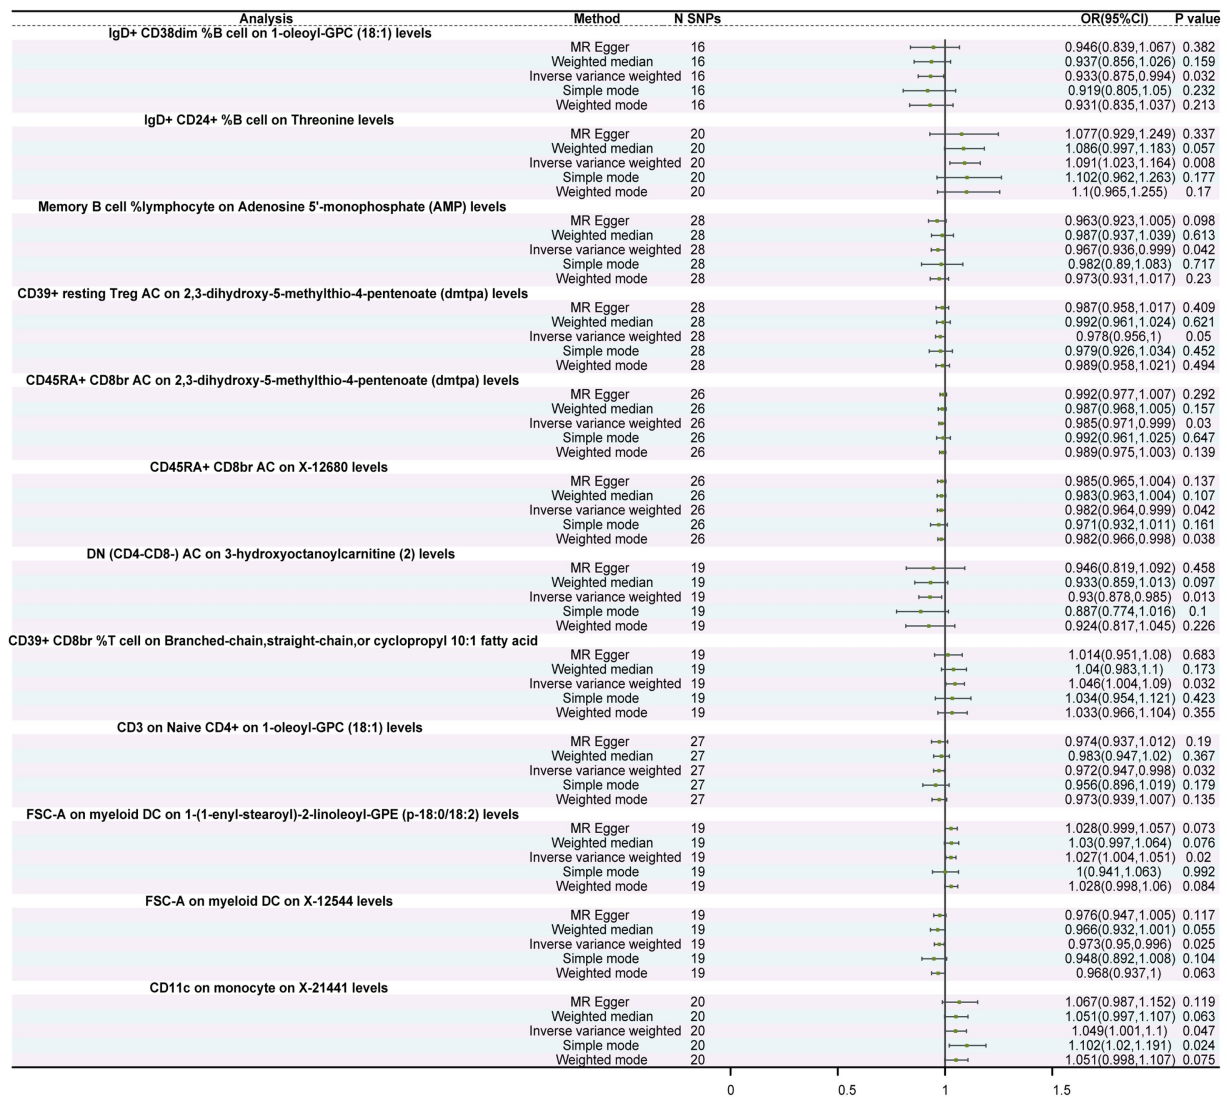 Analysis Method N SNPs OR(95%CI) P value
IgD+ CD38dim %B cell on 1-oleoyl-GPC (18:1) levels
MR Egger 16 0.946(0.839,1.067) 0.382
Weighted median 16 0.937(0.856,1.026) 0.159
Inverse variance weighted 16 0.933(0.875,0.994) 0.032
Simple mode 16 0.919(0.805,1.05) 0.232
Weighted mode 16 0.931(0.835,1.037) 0.213
IgD+ CD24+ %B cell on Threonine levels
MR Egger 20 1.077(0.929,1.249) 0.337
Weighted median 20 1.086(0.997,1.183) 0.057
Inverse variance weighted 20 1.091(1.023,1.164) 0.008
Simple mode 20 1.102(0.962,1.263) 0.177
Weighted mode 20 1.1(0.965,1.255) 0.17
Memory B cell %lymphocyte on Adenosine 5'-monophosphate (AMP) levels
MR Egger 28 0.963(0.923,1.005) 0.098
Weighted median 28 0.987(0.937,1.039) 0.613
Inverse variance weighted 28 0.967(0.936,0.999) 0.042
Simple mode 28 0.982(0.89,1.083) 0.717
Weighted mode 28 0.973(0.931,1.017) 0.23
CD39+ resting Treg AC on 2,3-dihydroxy-5-methylthio-4-pentenoate (dmtpa) levels
MR Egger 28 0.987(0.958,1.017) 0.409
Weighted median 28 0.992(0.961,1.024) 0.621
Inverse variance weighted 28 0.978(0.956,1) 0.05
Simple mode 28 0.979(0.926,1.034) 0.452
Weighted mode 28 0.989(0.958,1.021) 0.494
CD45RA+ CD8br AC on 2,3-dihydroxy-5-methylthio-4-pentenoate (dmtpa) levels
MR Egger 26 0.992(0.977,1.007) 0.292
Weighted median 26 0.987(0.968,1.005) 0.157
Inverse variance weighted 26 0.985(0.971,0.999) 0.03
Simple mode 26 0.992(0.961,1.025) 0.647
Weighted mode 26 0.989(0.975,1.003) 0.139
CD45RA+ CD8br AC on X-12680 levels
MR Egger 26 0.985(0.965,1.004) 0.137
Weighted median 26 0.983(0.963,1.004) 0.107
Inverse variance weighted 26 0.982(0.964,0.999) 0.042
Simple mode 26 0.971(0.932,1.011) 0.161
Weighted mode 26 0.982(0.966,0.998) 0.038
DN (CD4-CD8-) AC on 3-hydroxyoctanoylcarnitine (2) levels
MR Egger 19 0.946(0.819,1.092) 0.458
Weighted median 19 0.933(0.859,1.013) 0.097
Inverse variance weighted 19 0.93(0.878,0.985) 0.013
Simple mode 19 0.887(0.774,1.016) 0.1
Weighted mode 19 0.924(0.817,1.045) 0.226
CD39+ CD8br %T cell on Branched-chain,straight-chain,or cyclopropyl 10:1 fatty acid
MR Egger 19 1.014(0.951,1.08) 0.683
Weighted median 19 1.04(0.983,1.1) 0.173
Inverse variance weighted 19 1.046(1.004,1.09) 0.032
Simple mode 19 1.034(0.954,1.121) 0.423
Weighted mode 19 1.033(0.966,1.104) 0.355
CD3 on Naive CD4+ on 1-oleoyl-GPC (18:1) levels
MR Egger 27 0.974(0.937,1.012) 0.19
Weighted median 27 0.983(0.947,1.02) 0.367
Inverse variance weighted 27 0.972(0.947,0.998) 0.032
Simple mode 27 0.956(0.896,1.019) 0.179
Weighted mode 27 0.973(0.939,1.007) 0.135
FSC-A on myeloid DC on 1-(1-enyl-stearoyl)-2-linoleoyl-GPE (p-18:0/18:2) levels
MR Egger 19 1.028(0.999,1.057) 0.073
Weighted median 19 1.03(0.997,1.064) 0.076
Inverse variance weighted 19 1.027(1.004,1.051) 0.02
Simple mode 19 1(0.941,1.063) 0.992
Weighted mode 19 1.028(0.998,1.06) 0.084
FSC-A on myeloid DC on X-12544 levels
MR Egger 19 0.976(0.947,1.005) 0.117
Weighted median 19 0.966(0.932,1.001) 0.055
Inverse variance weighted 19 0.973(0.95,0.996) 0.025
Simple mode 19 0.948(0.892,1.008) 0.104
Weighted mode 19 0.968(0.937,1) 0.063
CD11c on monocyte on X-21441 levels
MR Egger 20 1.067(0.987,1.152) 0.119
Weighted median 20 1.051(0.997,1.107) 0.063
Inverse variance weighted 20 1.049(1.001,1.1) 0.047
Simple mode 20 1.102(1.02,1.191) 0.024
Weighted mode 20 1.051(0.998,1.107) 0.075
0 0.5 1 1.5